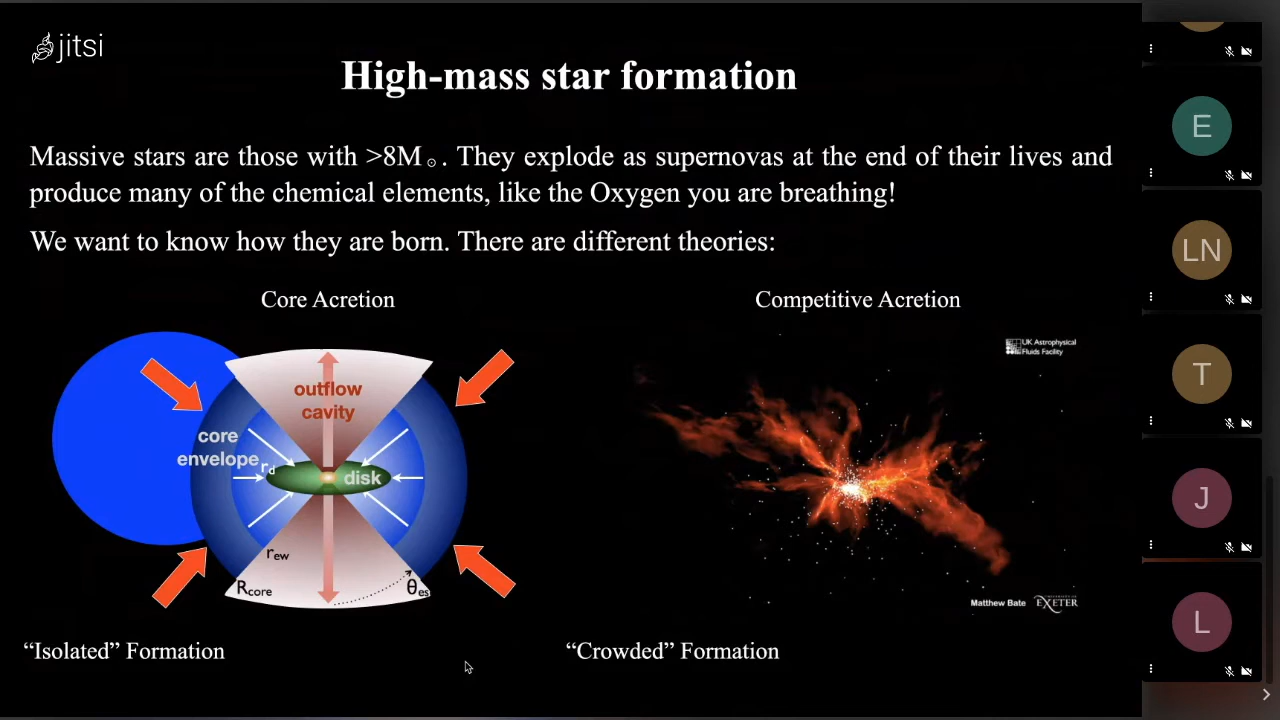 jitsi
High-mass star formation
Massive stars are those with >8M☉. They explode as supernovas at the end of their lives and
produce many of the chemical elements, like the Oxygen you are breathing!
We want to know how they are born. There are different theories:
Core Acretion
Competitive Acretion
outflow
cavity
core
envelope
rd
disk
rew
Rcore
θes
UK Astrophysical
Fluids Facility
Matthew Bate
EXETER
“Isolated” Formation
“Crowded” Formation
E
LN
T
J
L